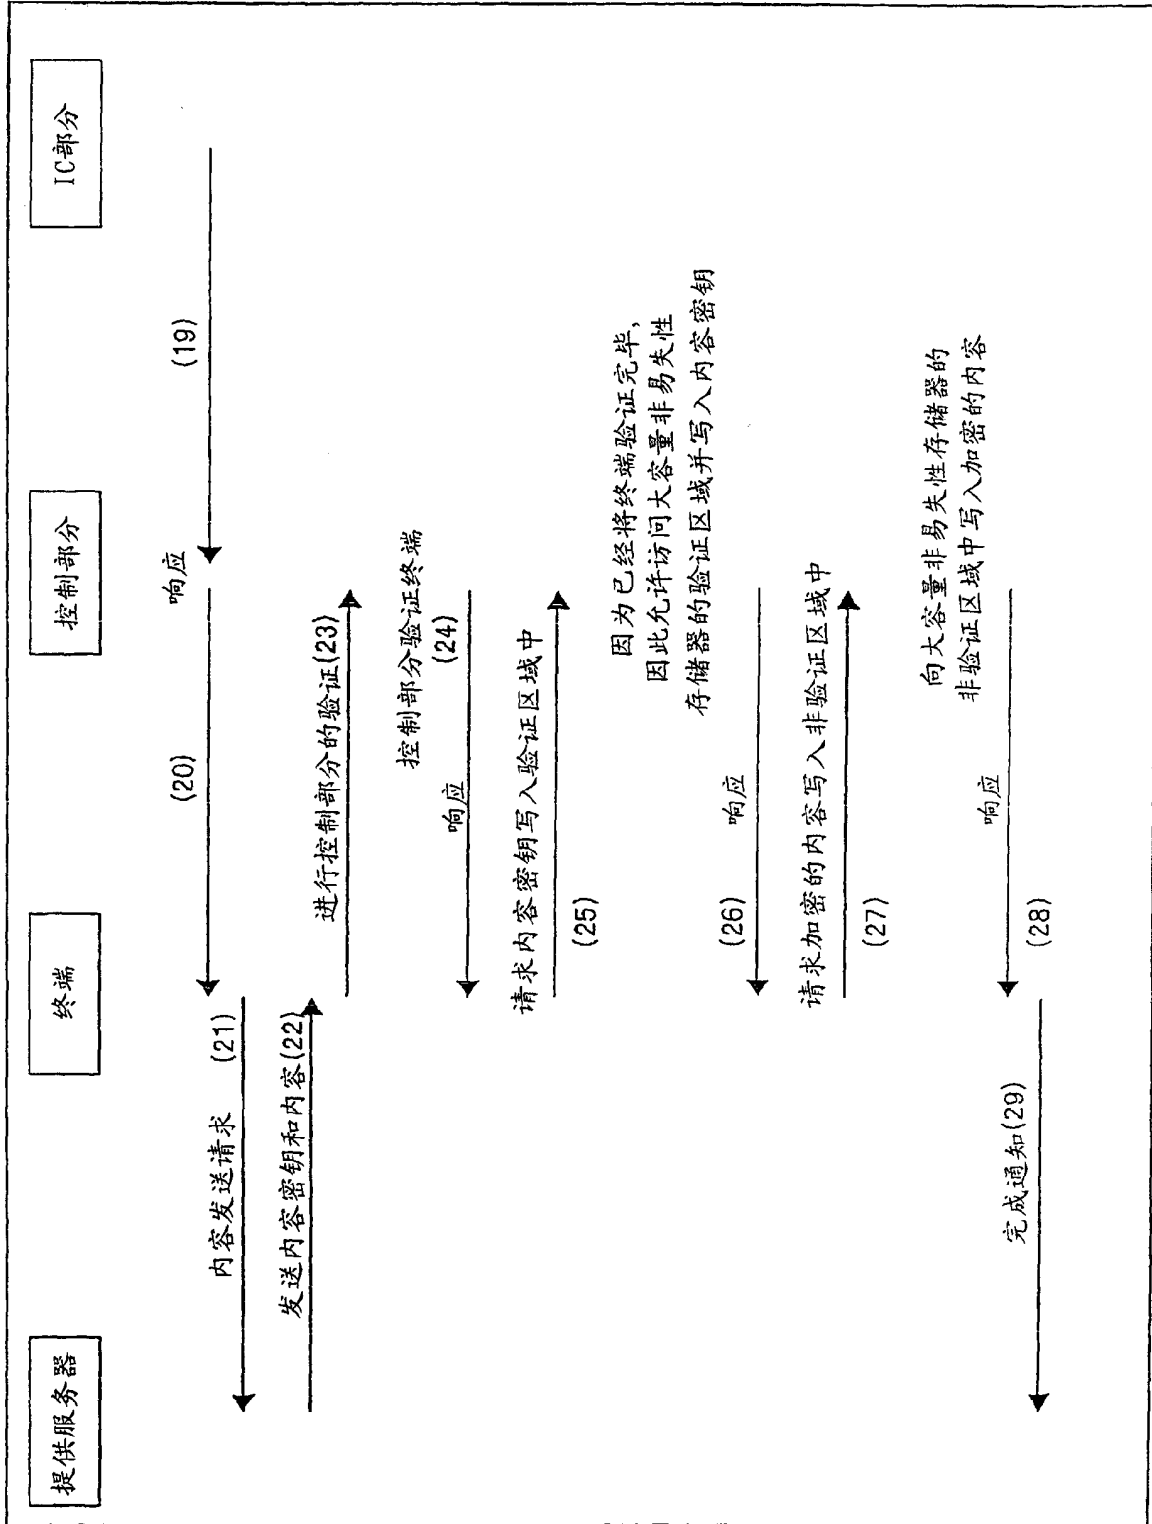 提供服务器
终端
控制部分
IC部分
(19)
响应
(20)
内容发送请求
(21)
发送内容密钥和内容(22)
进行控制部分的验证(23)
控制部分验证终端
响应
(24)
请求内容密钥写入验证区域中
(25)
因为已经将终端验证完毕,
因此允许访问大容量非易失性
存储器的验证区域并写入内容密钥
(26)
响应
请求加密的内容写入非验证区域中
(27)
向大容量非易失性存储器的
非验证区域中写入加密的内容
响应
(28)
完成通知(29)